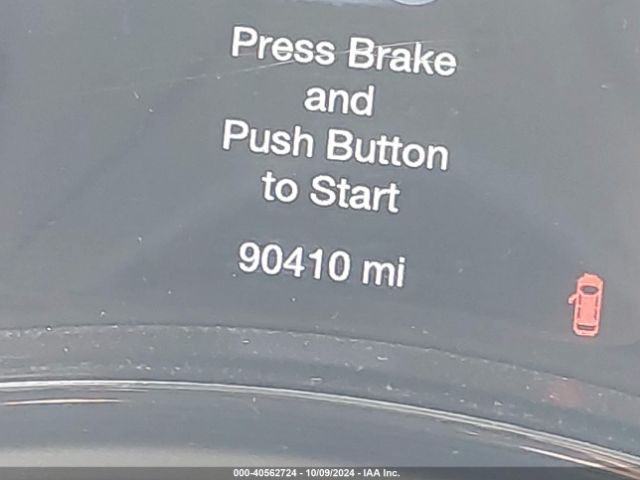 Press Brake
and
Push Button
to Start
90410 mi
000-40562724 - 10/09/2024 - IAA Inc.